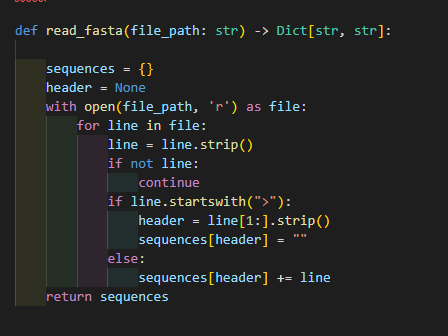 def read_fasta(file_path: str) -> Dict[str, str]:
    sequences = {}
    header = None
    with open(file_path, 'r') as file:
        for line in file:
            line = line.strip()
            if not line:
                continue
            if line.startswith(">"):
                header = line[1:].strip()
                sequences[header] = ""
            else:
                sequences[header] += line
    return sequences